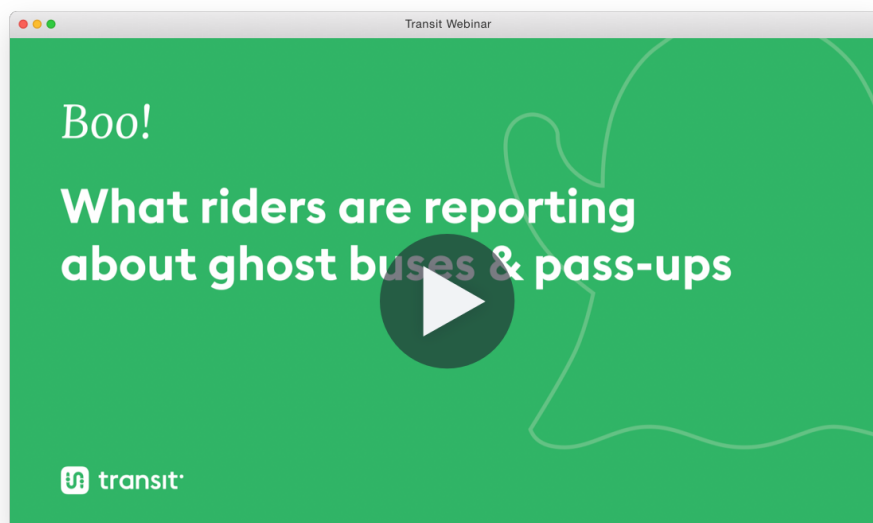 Transit Webinar
Boo!
What riders are reporting
about ghost buses & pass-ups
transit